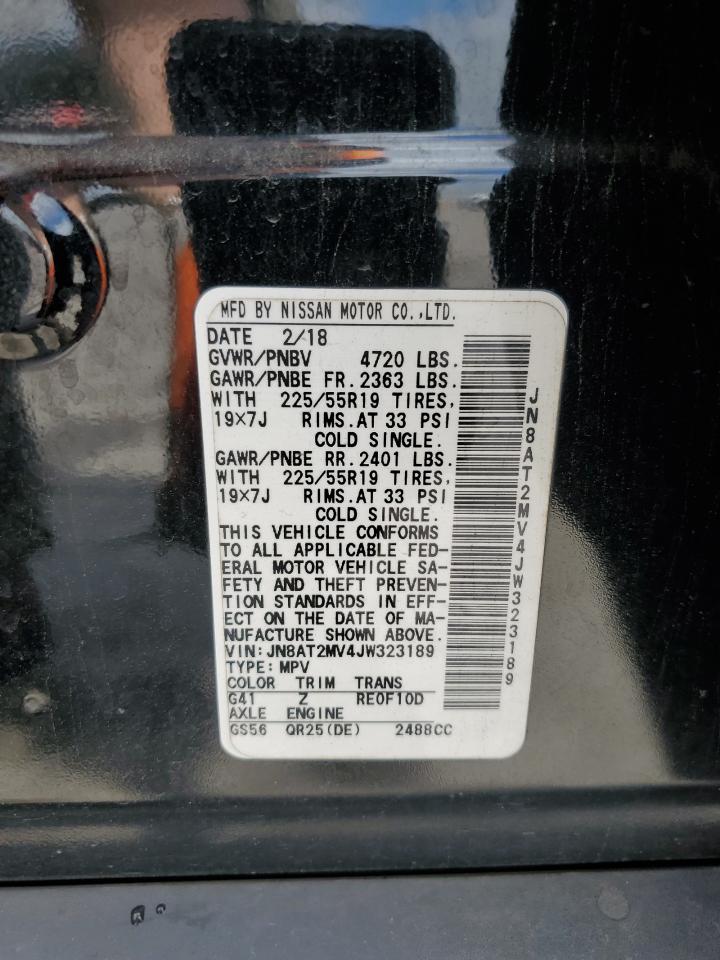 MFD BY NISSAN MOTOR CO.,LTD.
DATE 2/18
GVWR/PNBV 4720 LBS.
GAWR/PNBE FR.2363 LBS.
WITH 225/55R19 TIRES,
19×7J RIMS.AT 33 PSI
COLD SINGLE.
GAWR/PNBE RR.2401 LBS.
WITH 225/55R19 TIRES,
19×7J RIMS.AT 33 PSI
COLD SINGLE.
THIS VEHICLE CONFORMS
TO ALL APPLICABLE FED-
ERAL MOTOR VEHICLE SA-
FETY AND THEFT PREVEN-
TION STANDARDS IN EFF-
ECT ON THE DATE OF MA-
NUFACTURE SHOWN ABOVE.
VIN:JN8AT2MV4JW323189
TYPE:MPV
COLOR TRIM TRANS
G41 Z RE0F10D
AXLE ENGINE
GS56 QR25(DE) 2488CC
JN8AT2MV4JW323189